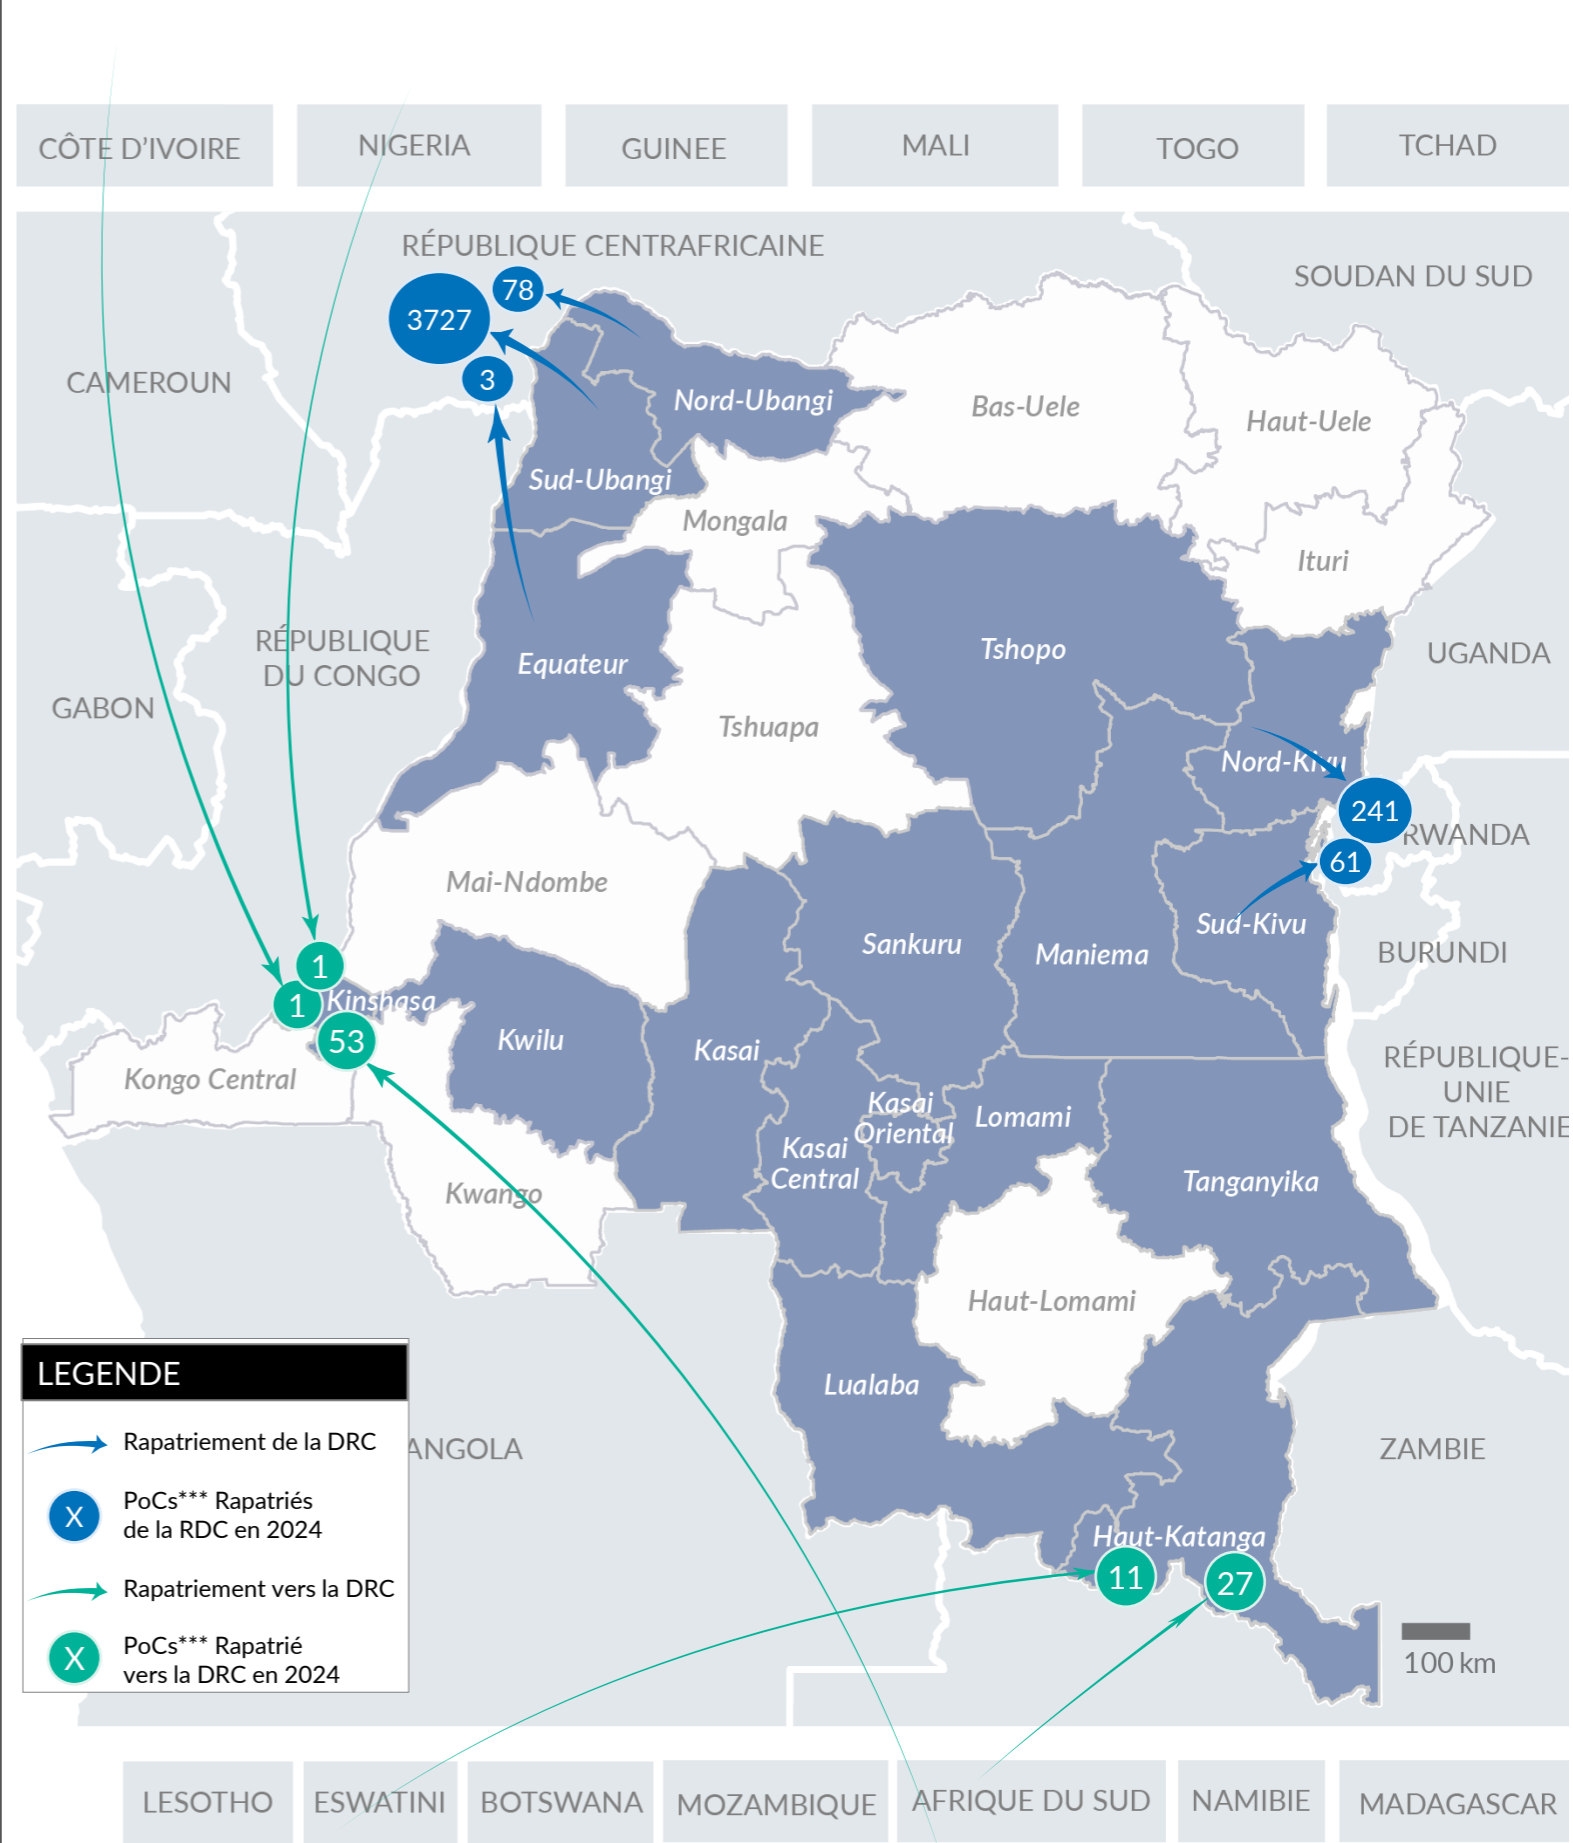 CÔTE D'IVOIRE
NIGERIA
GUINEE
MALI
TOGO
TCHAD
RÉPUBLIQUE CENTRAFRICAINE
SOUDAN DU SUD
78
3727
3
CAMEROUN
Nord-Ubangi
Bas-Uele
Haut-Uele
Sud-Ubangi
Mongala
Ituri
RÉPUBLIQUE
DU CONGO
GABON
Equateur
Tshopo
UGANDA
Tshuapa
Nord-Kivu
241
RWANDA
61
Mai-Ndombe
Sankuru
Maniema
Sud-Kivu
BURUNDI
1
1
Kinshasa
53
Kwilu
Kasai
Kongo Central
RÉPUBLIQUE-
UNIE
DE TANZANIE
Kasai
Oriental
Lomami
Kasai
Central
Tanganyika
Kwango
Haut-Lomami
Lualaba
ANGOLA
ZAMBIE
Haut-Katanga
11
27
100 km
LEGENDE
Rapatriement de la DRC
X
PoCs*** Rapatriés
de la RDC en 2024
Rapatriement vers la DRC
X
PoCs*** Rapatrié
vers la DRC en 2024
LESOTHO
ESWATINI
BOTSWANA
MOZAMBIQUE
AFRIQUE DU SUD
NAMIBIE
MADAGASCAR